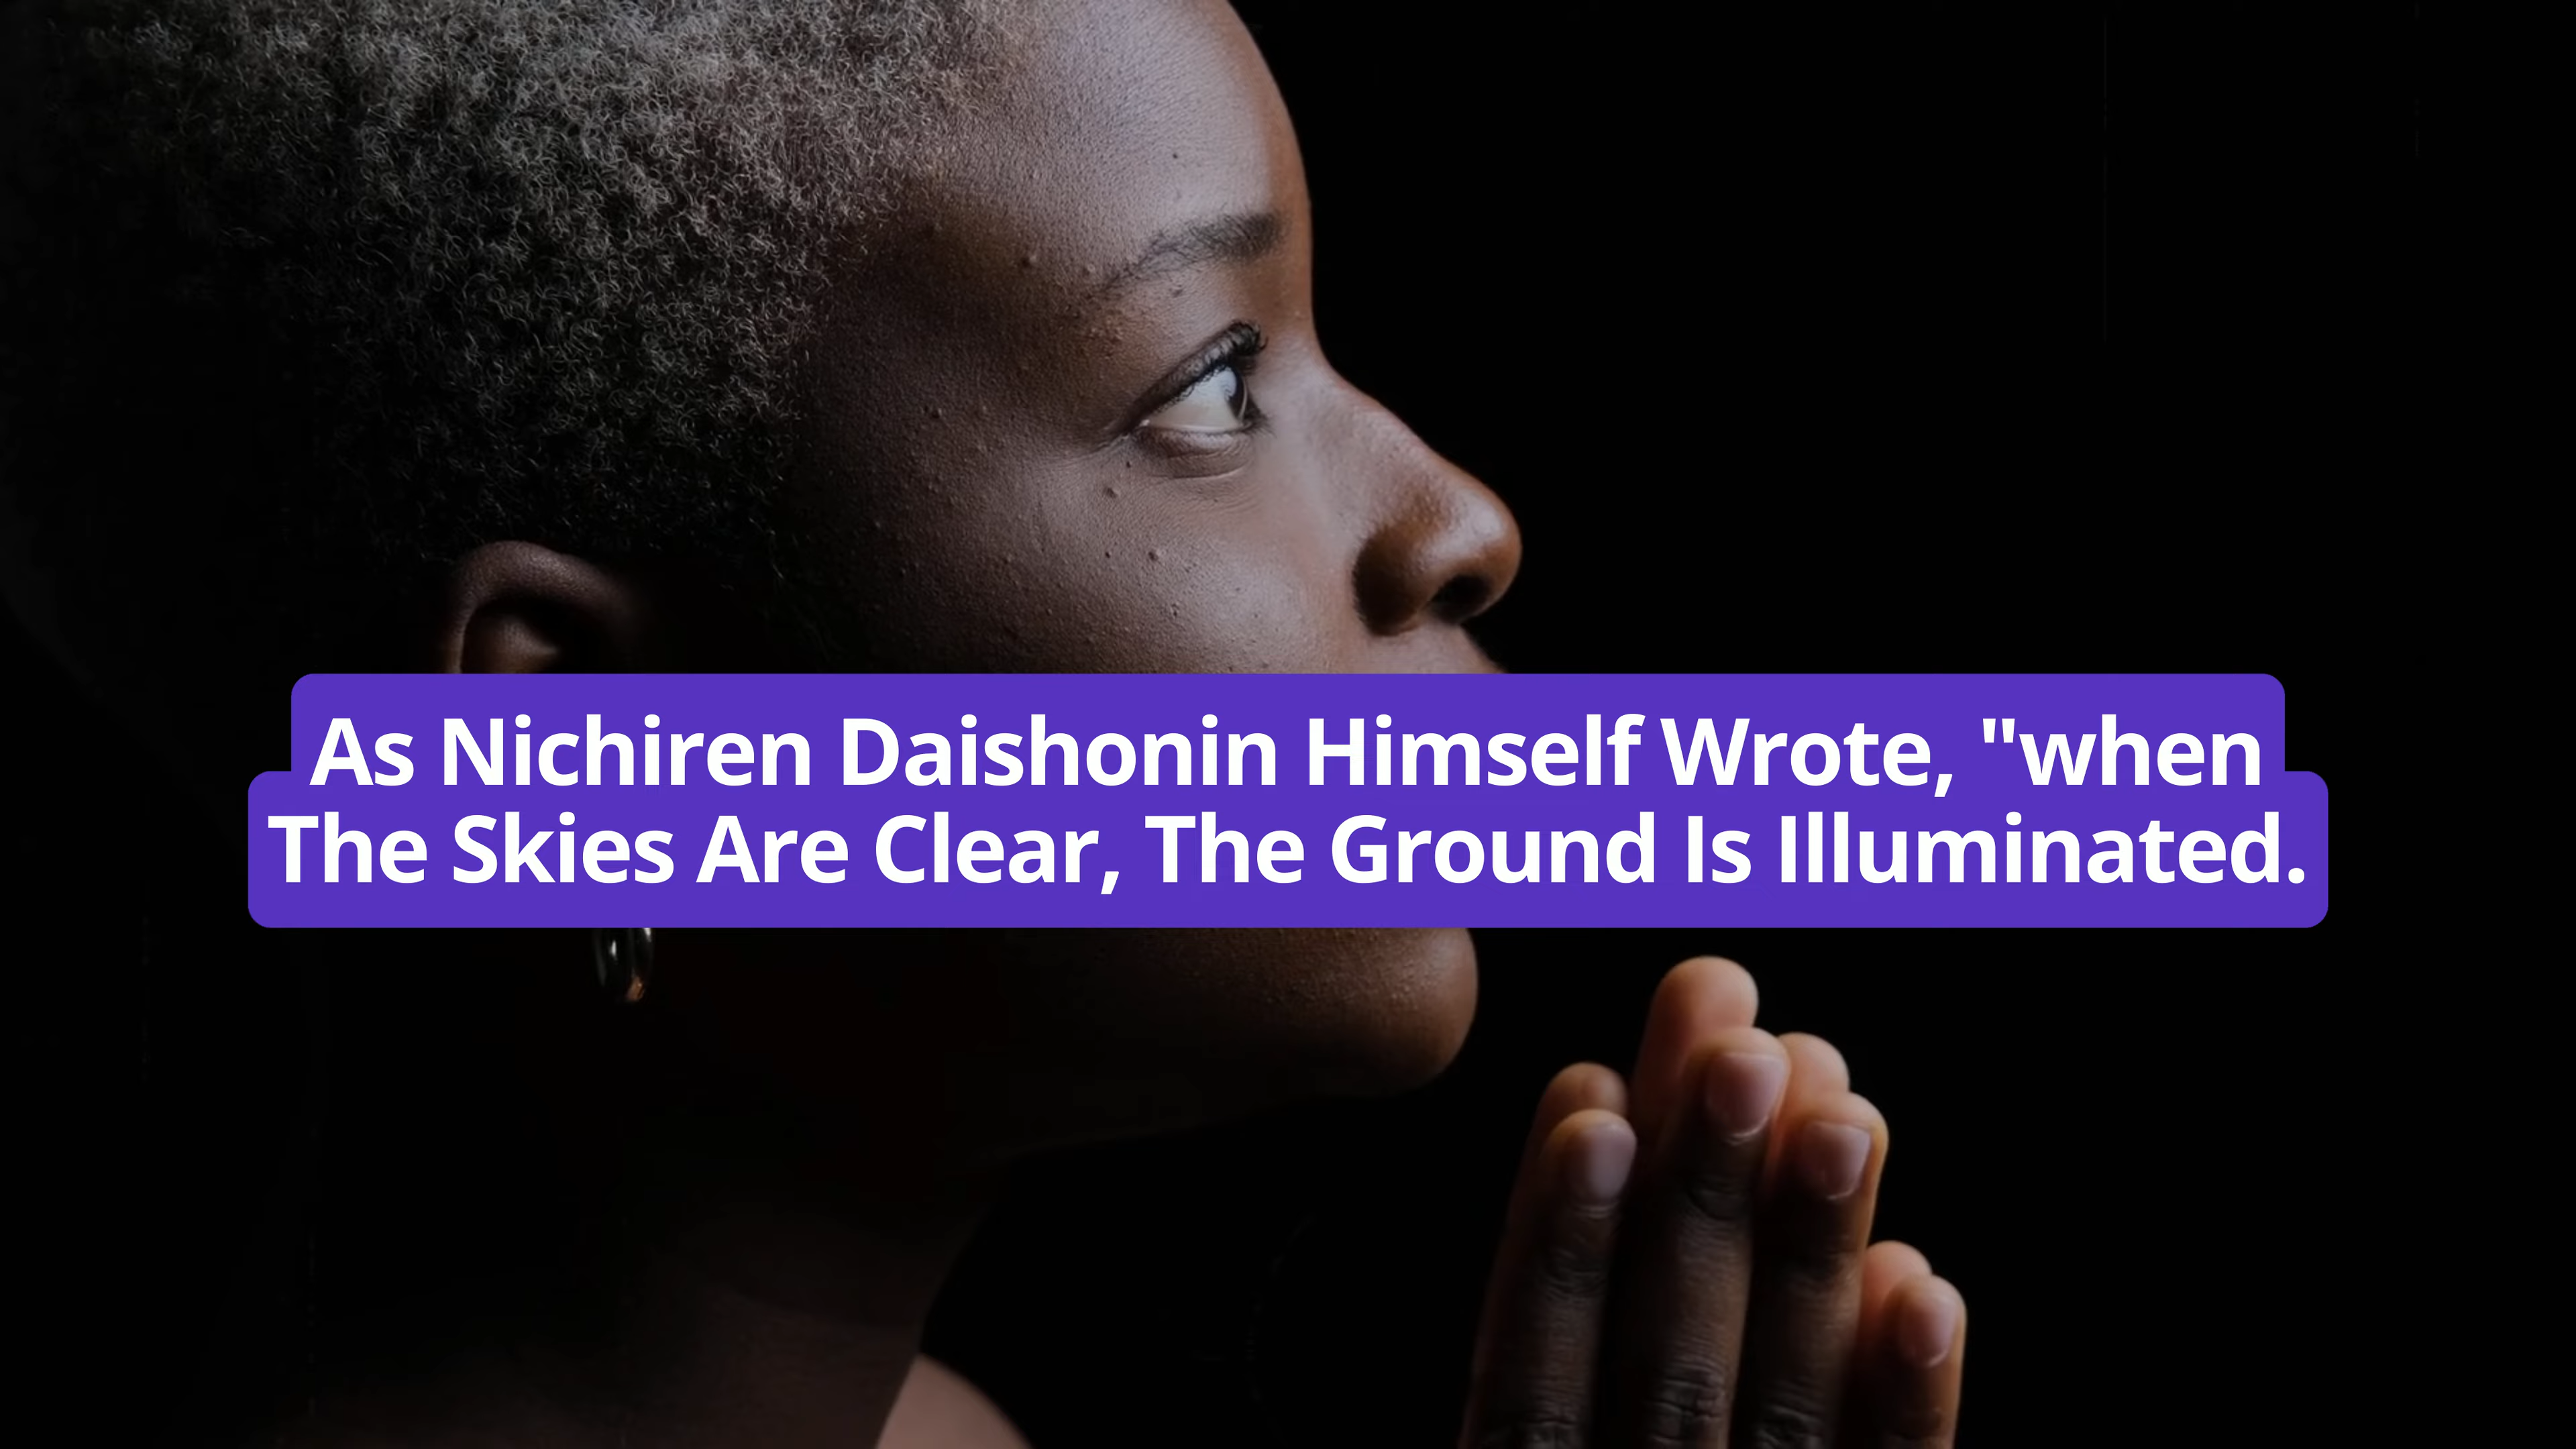 As Nichiren Daishonin Himself Wrote, "when
The Skies Are Clear, The Ground Is Illuminated.